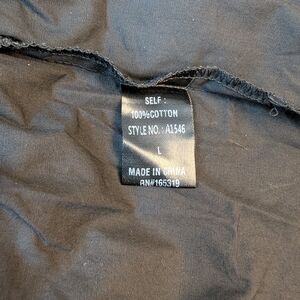 SELF :
100%COTTON
STYLE NO. : A1546
L
MADE IN CHINA
RN#165319